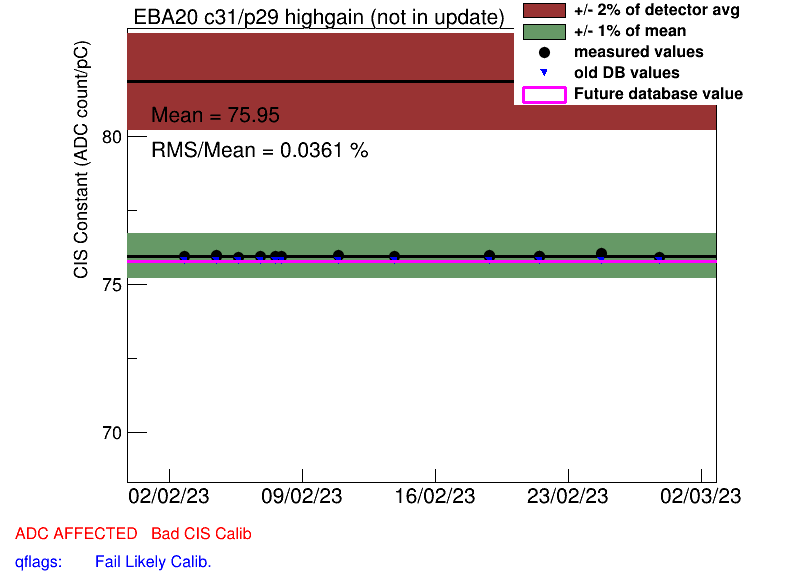 EBA20 c31/p29 highgain (not in update)
+/- 2% of detector avg
+/- 1% of mean
measured values
old DB values
Future database value
CIS Constant (ADC count/pC)
Mean = 75.95
RMS/Mean = 0.0361 %
80
75
70
02/02/23 09/02/23 16/02/23 23/02/23 02/03/23
ADC AFFECTED Bad CIS Calib
qflags: Fail Likely Calib.